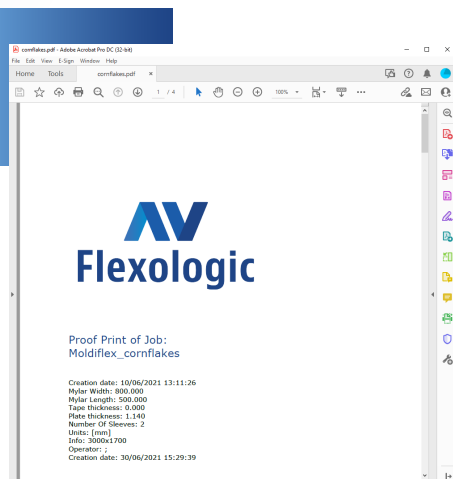 cornflakes.pdf - Adobe Acrobat Pro DC (32-bit)
File Edit View E-Sign Window Help
Home Tools cornflakes.pdf ×
1 / 4 100%
Flexologic
Proof Print of Job:
Moldiflex_cornflakes
Creation date: 10/06/2021 13:11:26
Mylar Width: 800.000
Mylar Length: 500.000
Tape thickness: 0.000
Plate thickness: 1.140
Number Of Sleeves: 2
Units: [mm]
Info: 3000x1700
Operator: ;
Creation date: 30/06/2021 15:29:39